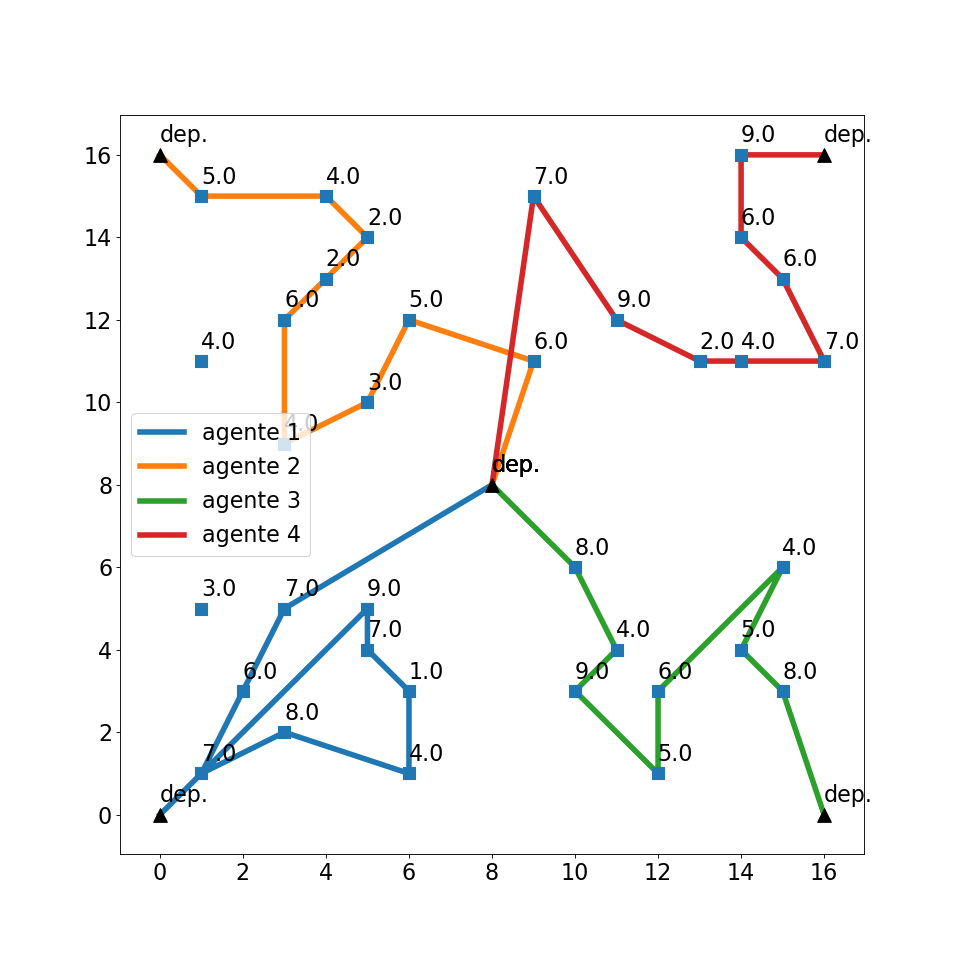 9.0 dep.
dep.
16
5.0 4.0 7.0
2.0 6.0
14
2.0 6.0
6.0 5.0 9.0
12
4.0 6.0 2.0 4.0 7.0
3.0
10
4.0
agente 1
agente 2
dep.
8
agente 3
agente 4
8.0 4.0
6
3.0 7.0 9.0
7.0 4.0 5.0
4
6.0 1.0 9.0 6.0 8.0
8.0
2
7.0 4.0 5.0
dep. dep.
0
0 2 4 6 8 10 12 14 16